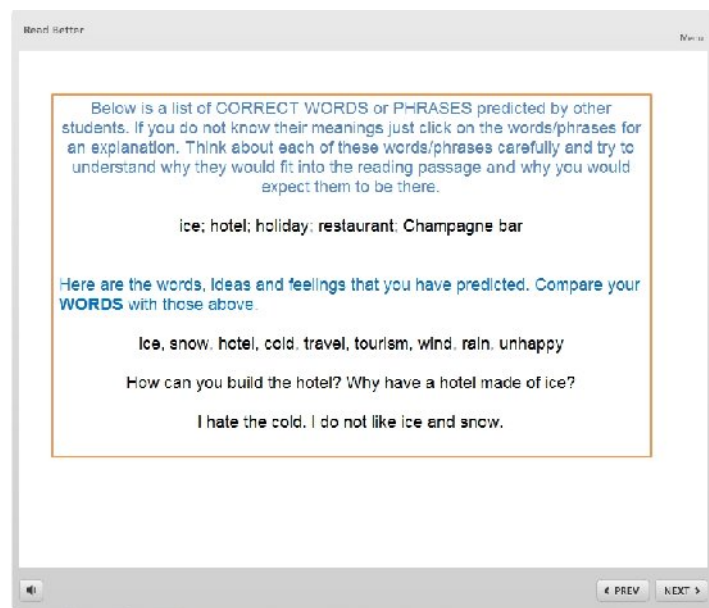 Read Better
Menu
Below is a list of CORRECT WORDS or PHRASES predicted by other
students. If you do not know their meanings just click on the words/phrases for
an explanation. Think about each of these words/phrases carefully and try to
understand why they would fit into the reading passage and why you would
expect them to be there.
ice; hotel; holiday; restaurant; Champagne bar
Here are the words, ideas and feelings that you have predicted. Compare your
WORDS with those above.
Ice, snow, hotel, cold, travel, tourism, wind, rain, unhappy
How can you build the hotel? Why have a hotel made of ice?
I hate the cold. I do not like ice and snow.
PREV
NEXT